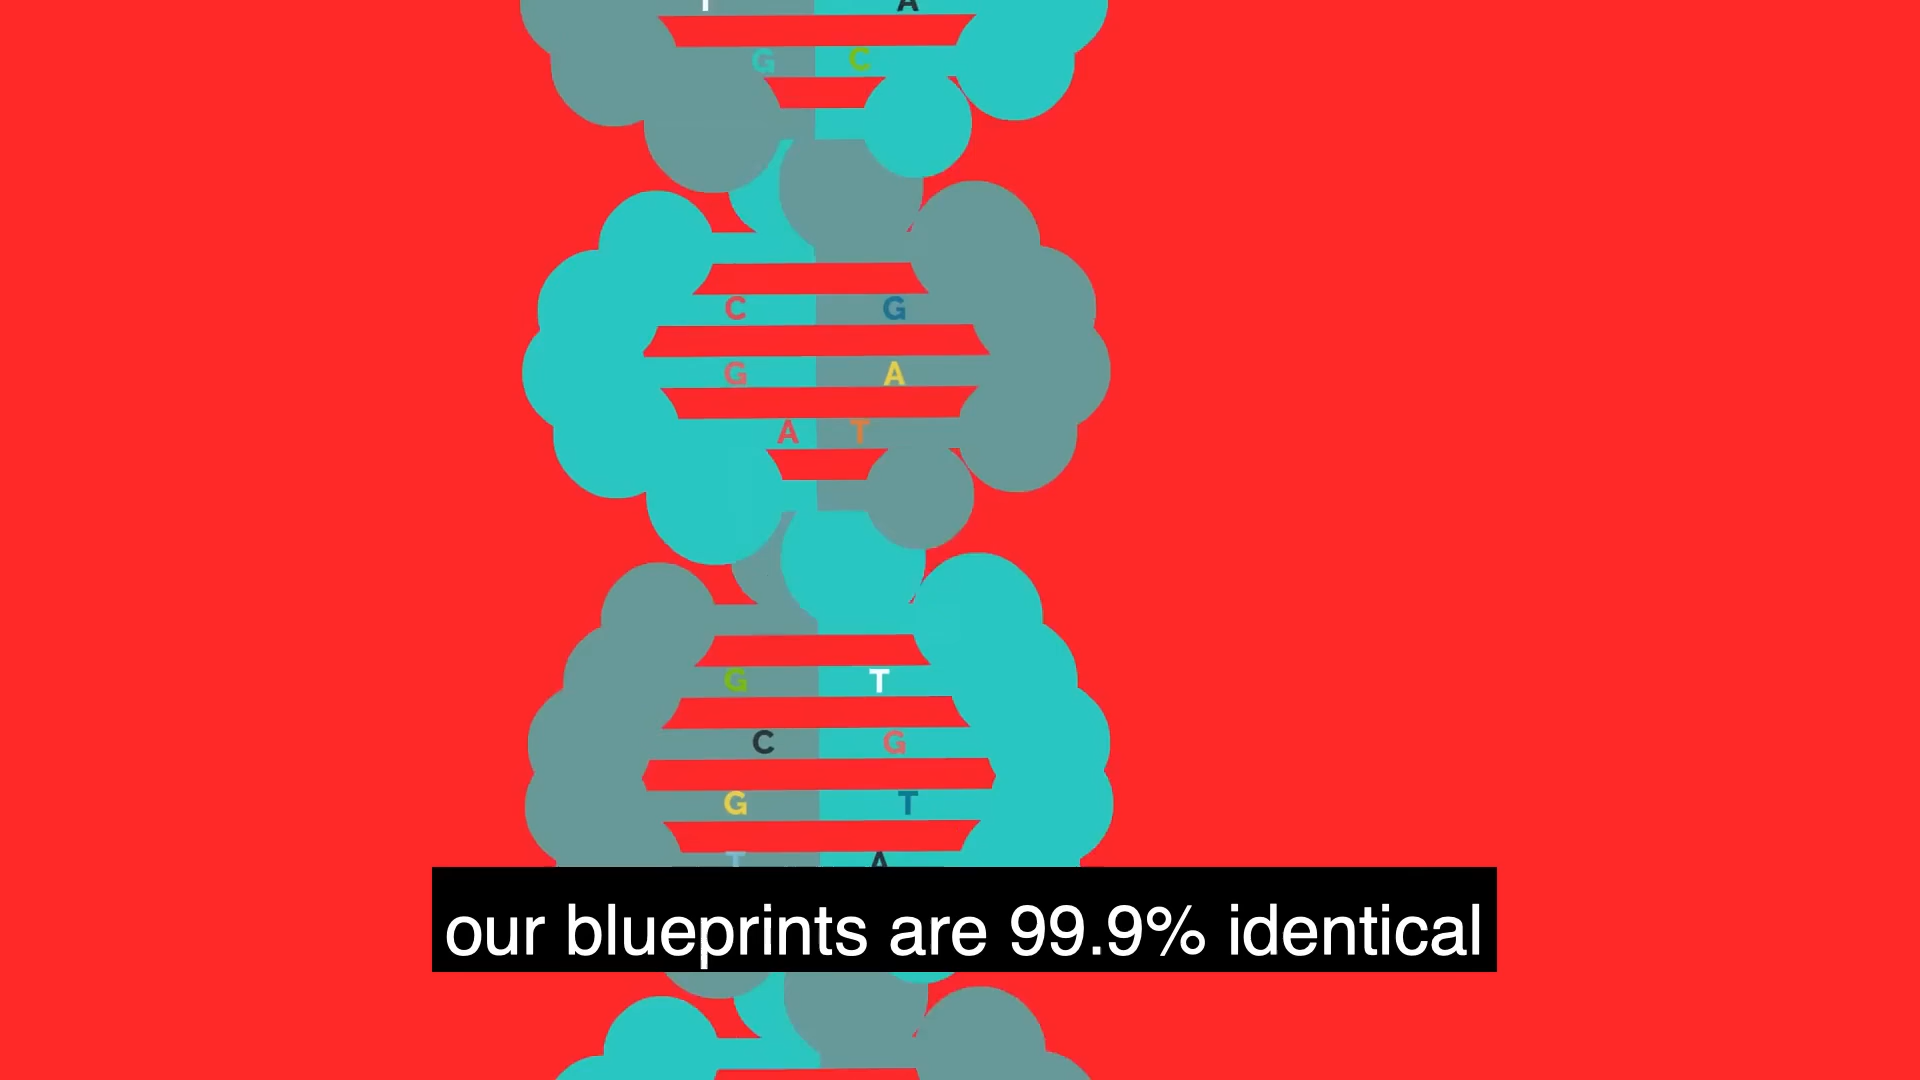 T A
G C
C G
G A
A T
G T
C G
G T
T A
our blueprints are 99.9% identical